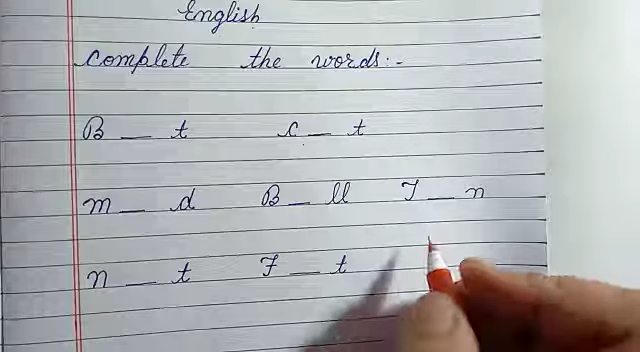 English
complete the words:-
B _ t c _ t
m _ d B _ ll T _ n
n _ t F _ t